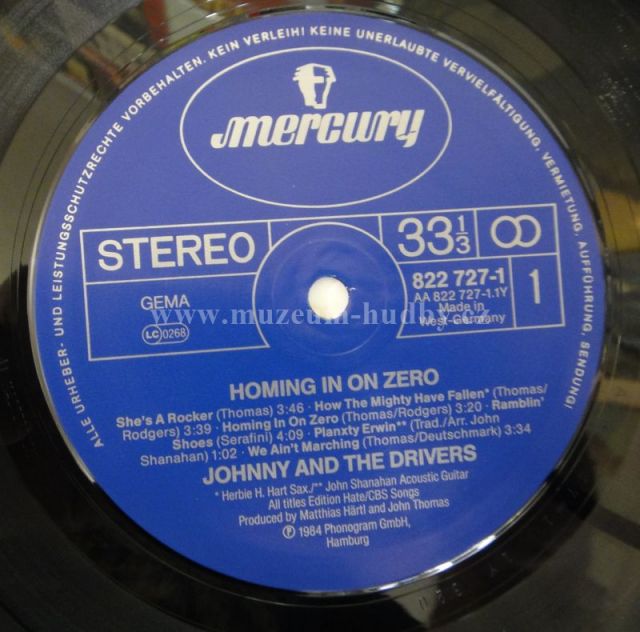 ALLE URHEBER- UND LEISTUNGSSCHUTZRECHTE VORBEHALTEN. KEIN VERLEIH! KEINE UNERLAUBTE VERVIELFÄLTIGUNG, VERMIETUNG, AUFFÜHRUNG, SENDUNG!
mercury
STEREO
33 1/3
GEMA
LC 0268
822 727-1
AA 822 727-1.1Y
Made in
West-Germany
1
www.muzeum-hudby.cz
HOMING IN ON ZERO
She's A Rocker (Thomas) 3:46 · How The Mighty Have Fallen* (Thomas/
Rodgers) 3:39 · Homing In On Zero (Thomas/Rodgers) 3:20 · Ramblin'
Shoes (Serafini) 4:09 · Planxty Erwin** (Trad./Arr. John
Shanahan) 1:02 · We Ain't Marching (Thomas/Deutschmark) 3:34
JOHNNY AND THE DRIVERS
* Herbie H. Hart Sax./** John Shanahan Acoustic Guitar
All titles Edition Hate/CBS Songs
Produced by Matthias Härtl and John Thomas
Ⓟ 1984 Phonogram GmbH,
Hamburg